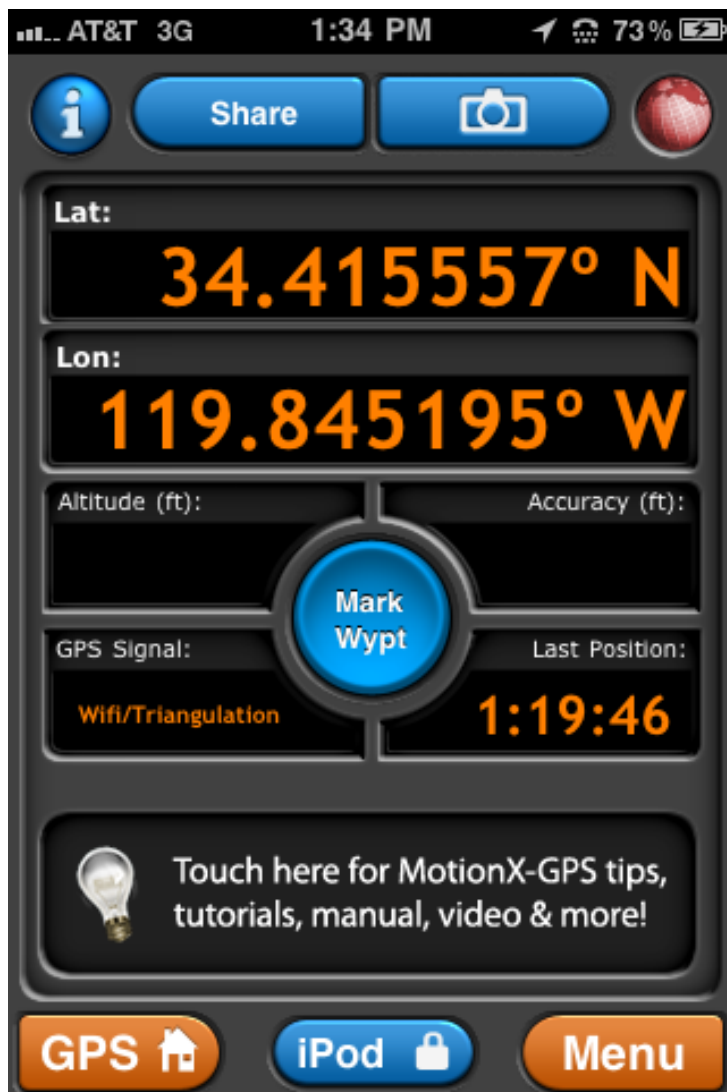 AT&T 3G 1:34 PM 73%
i Share
Lat:
34.415557º N
Lon:
119.845195º W
Altitude (ft): Accuracy (ft):
Mark
Wypt
GPS Signal: Last Position:
Wifi/Triangulation 1:19:46
Touch here for MotionX-GPS tips,
tutorials, manual, video & more!
GPS iPod Menu